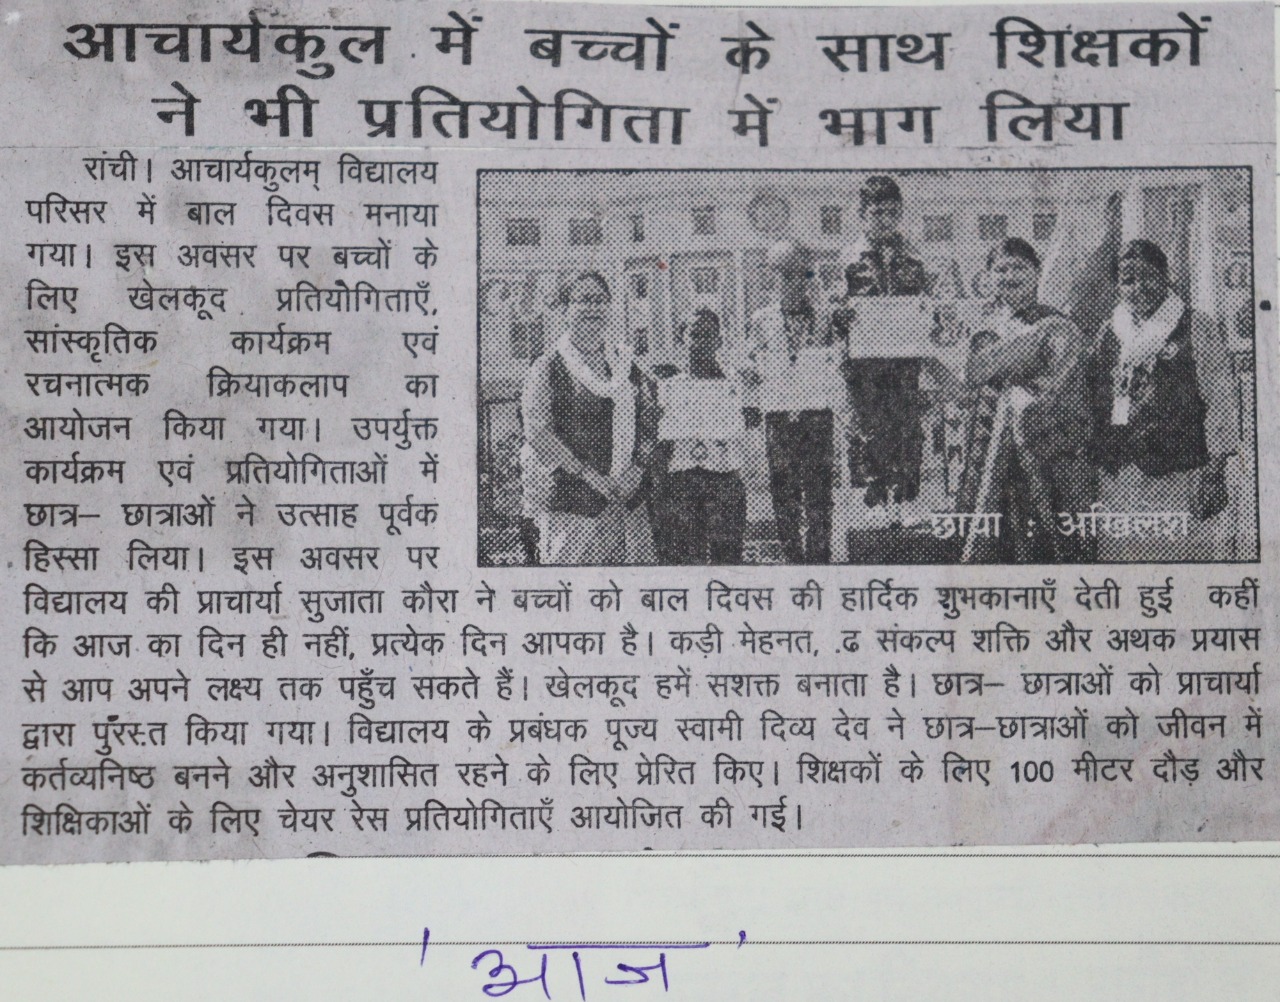 आचार्यकुल में बच्चों के साथ शिक्षकों
ने भी प्रतियोगिता में भाग लिया
रांची। आचार्यकुलम् विद्यालय
परिसर में बाल दिवस मनाया
गया। इस अवसर पर बच्चों के
लिए खेलकूद प्रतियोगिताएँ,
सांस्कृतिक कार्यक्रम एवं
रचनात्मक क्रियाकलाप का
आयोजन किया गया। उपर्युक्त
कार्यक्रम एवं प्रतियोगिताओं में
छात्र– छात्राओं ने उत्साह पूर्वक
हिस्सा लिया। इस अवसर पर
छाया : अखिलेश
विद्यालय की प्राचार्या सुजाता कौरा ने बच्चों को बाल दिवस की हार्दिक शुभकानाएँ देती हुई कहीं
कि आज का दिन ही नहीं, प्रत्येक दिन आपका है। कड़ी मेहनत, .ढ संकल्प शक्ति और अथक प्रयास
से आप अपने लक्ष्य तक पहुँच सकते हैं। खेलकूद हमें सशक्त बनाता है। छात्र– छात्राओं को प्राचार्या
द्वारा पुरस्.त किया गया। विद्यालय के प्रबंधक पूज्य स्वामी दिव्य देव ने छात्र–छात्राओं को जीवन में
कर्तव्यनिष्ठ बनने और अनुशासित रहने के लिए प्रेरित किए। शिक्षकों के लिए 100 मीटर दौड़ और
शिक्षिकाओं के लिए चेयर रेस प्रतियोगिताएँ आयोजित की गई।
' आज '